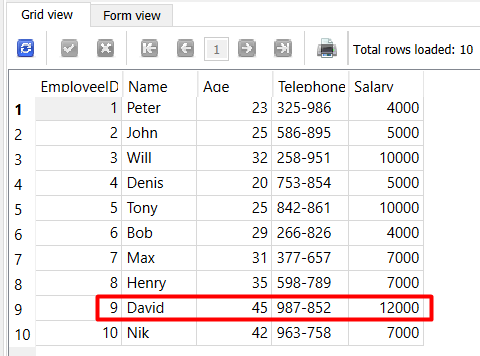 Grid view Form view
1 Total rows loaded: 10
EmployeeID Name Age Telephone Salary
1 1 Peter 23 325-986 4000
2 2 John 25 586-895 5000
3 3 Will 32 258-951 10000
4 4 Denis 20 753-854 5000
5 5 Tony 25 842-861 10000
6 6 Bob 29 266-826 4000
7 7 Max 31 377-657 7000
8 8 Henry 35 598-789 7000
9 9 David 45 987-852 12000
10 10 Nik 42 963-758 7000